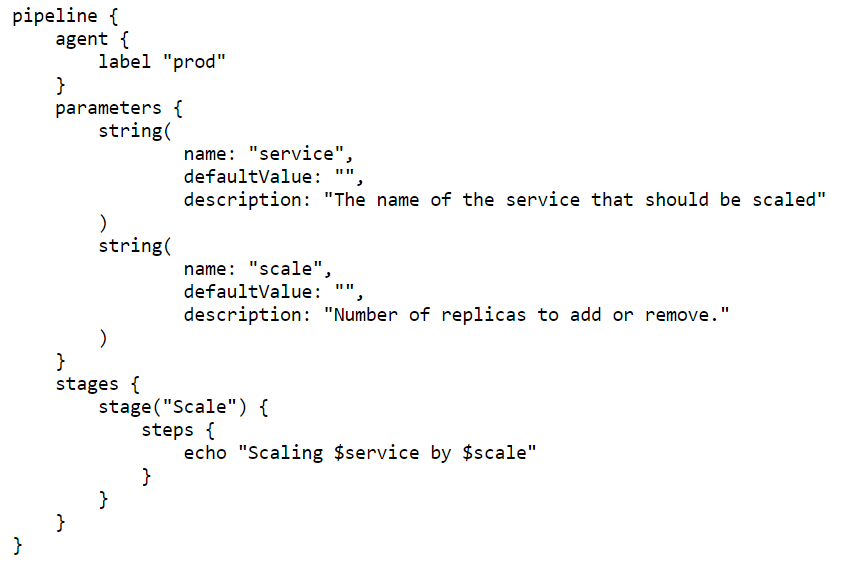 pipeline {
    agent {
        label "prod"
    }
    parameters {
        string(
                name: "service",
                defaultValue: "",
                description: "The name of the service that should be scaled"
        )
        string(
                name: "scale",
                defaultValue: "",
                description: "Number of replicas to add or remove."
        )
    }
    stages {
        stage("Scale") {
            steps {
                echo "Scaling $service by $scale"
            }
        }
    }
}